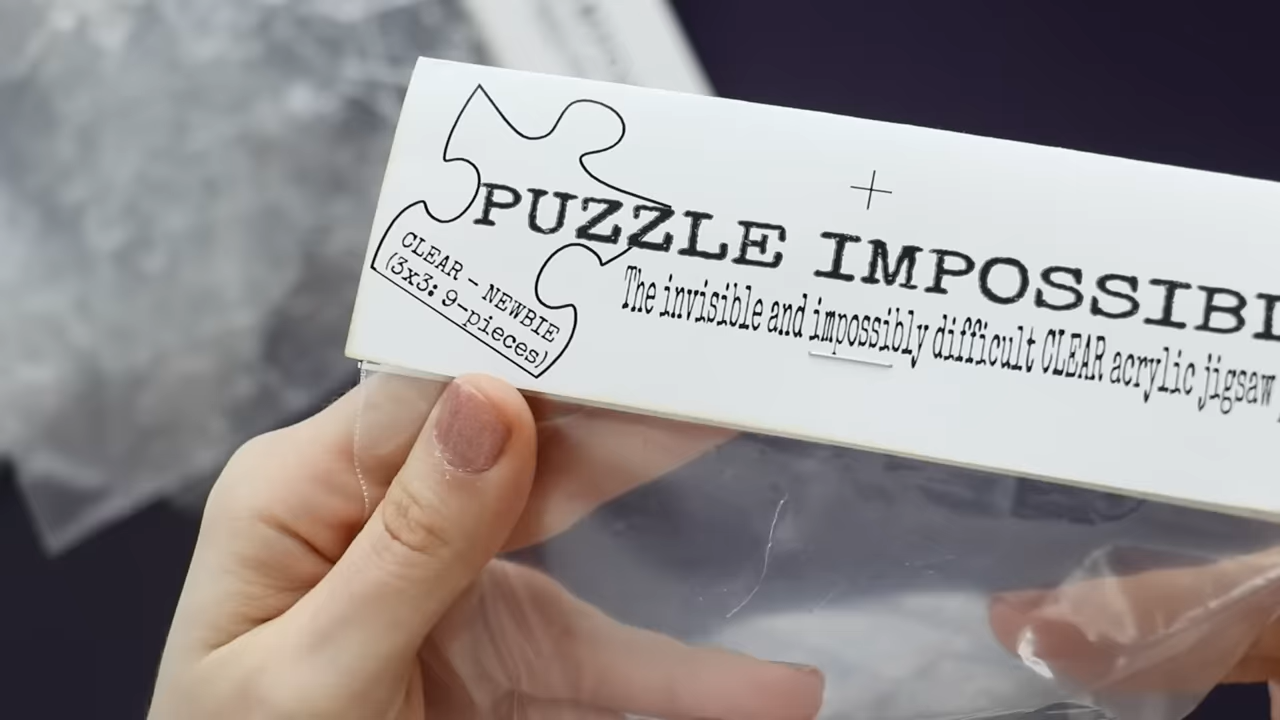 PUZZLE IMPOSSIBL
CLEAR – NEWBIE
(3x3: 9-pieces)
The invisible and impossibly difficult CLEAR acrylic jigsaw